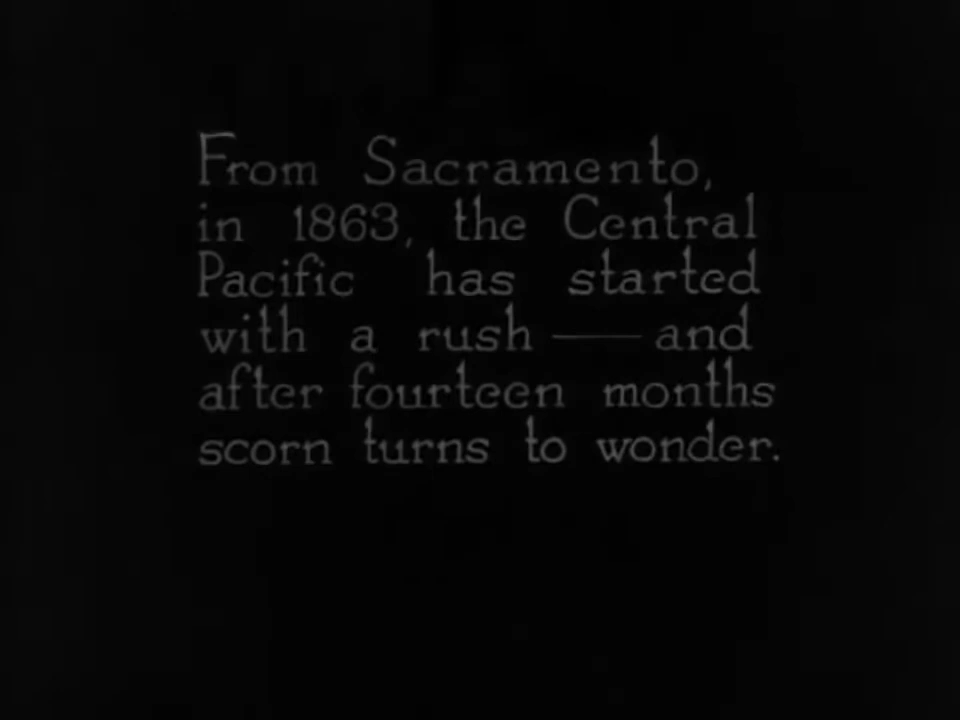 From Sacramento,
in 1863, the Central
Pacific has started
with a rush — and
after fourteen months
scorn turns to wonder.